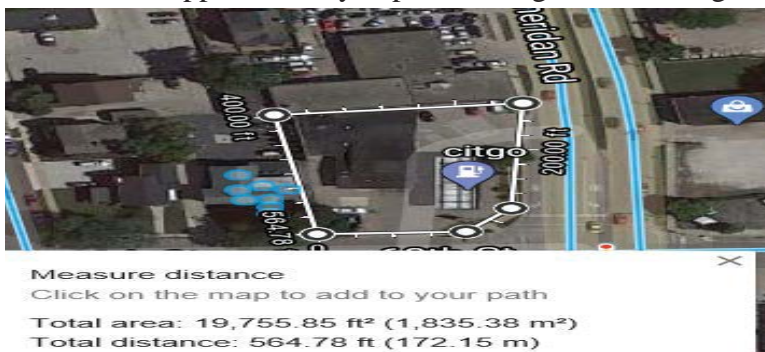 heridan Rd
400.00 ft
citgo
200.00 ft
564.78
Measure distance
Click on the map to add to your path
Total area: 19,755.85 ft² (1,835.38 m²)
Total distance: 564.78 ft (172.15 m)